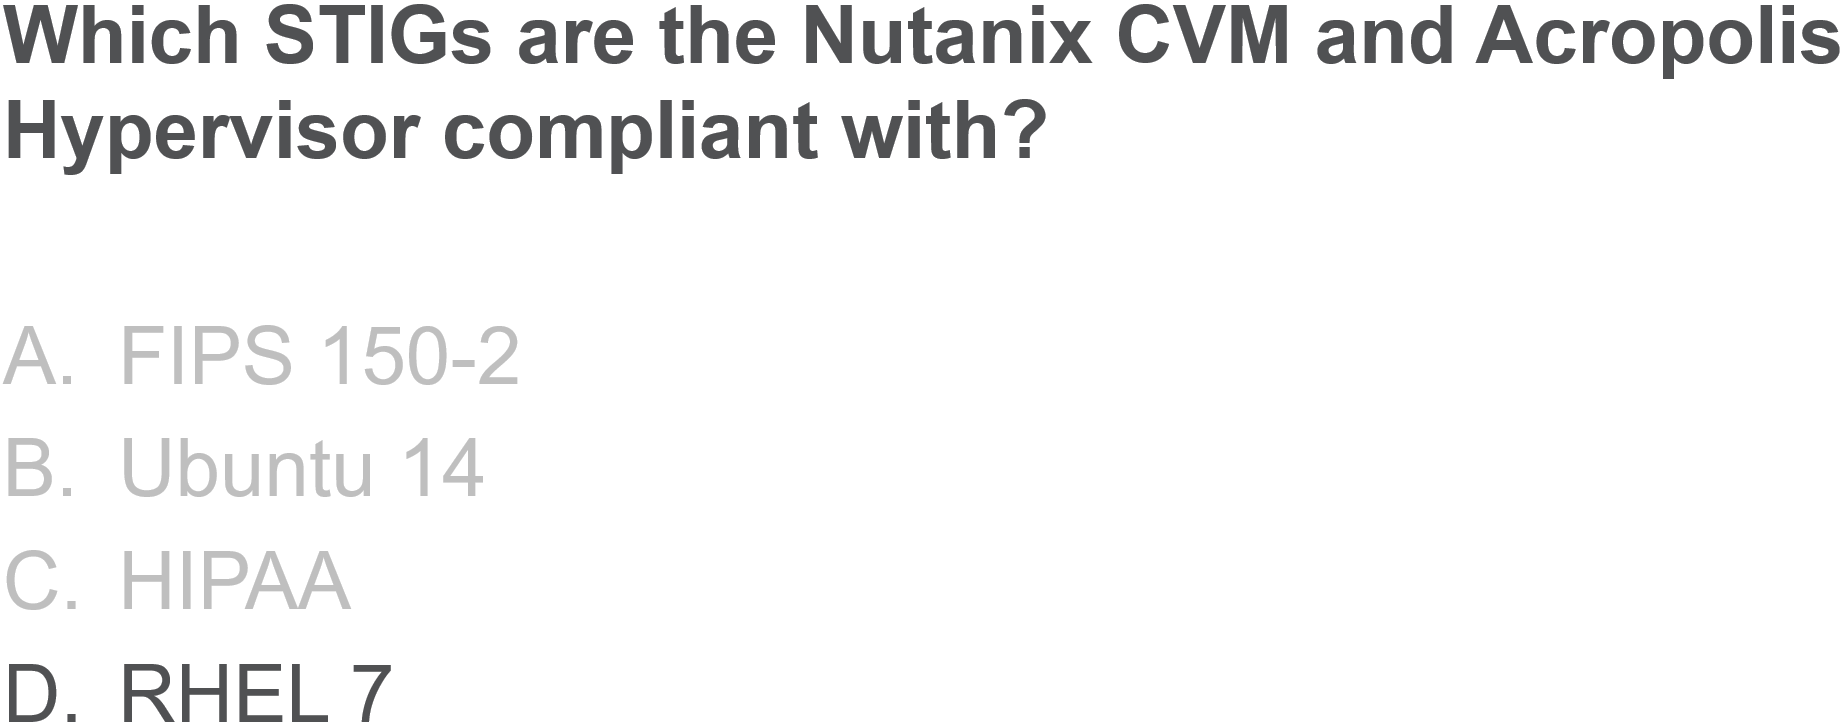 Which STIGs are the Nutanix CVM and Acropolis
Hypervisor compliant with?
A. FIPS 150-2
B. Ubuntu 14
C. HIPAA
D. RHEL 7